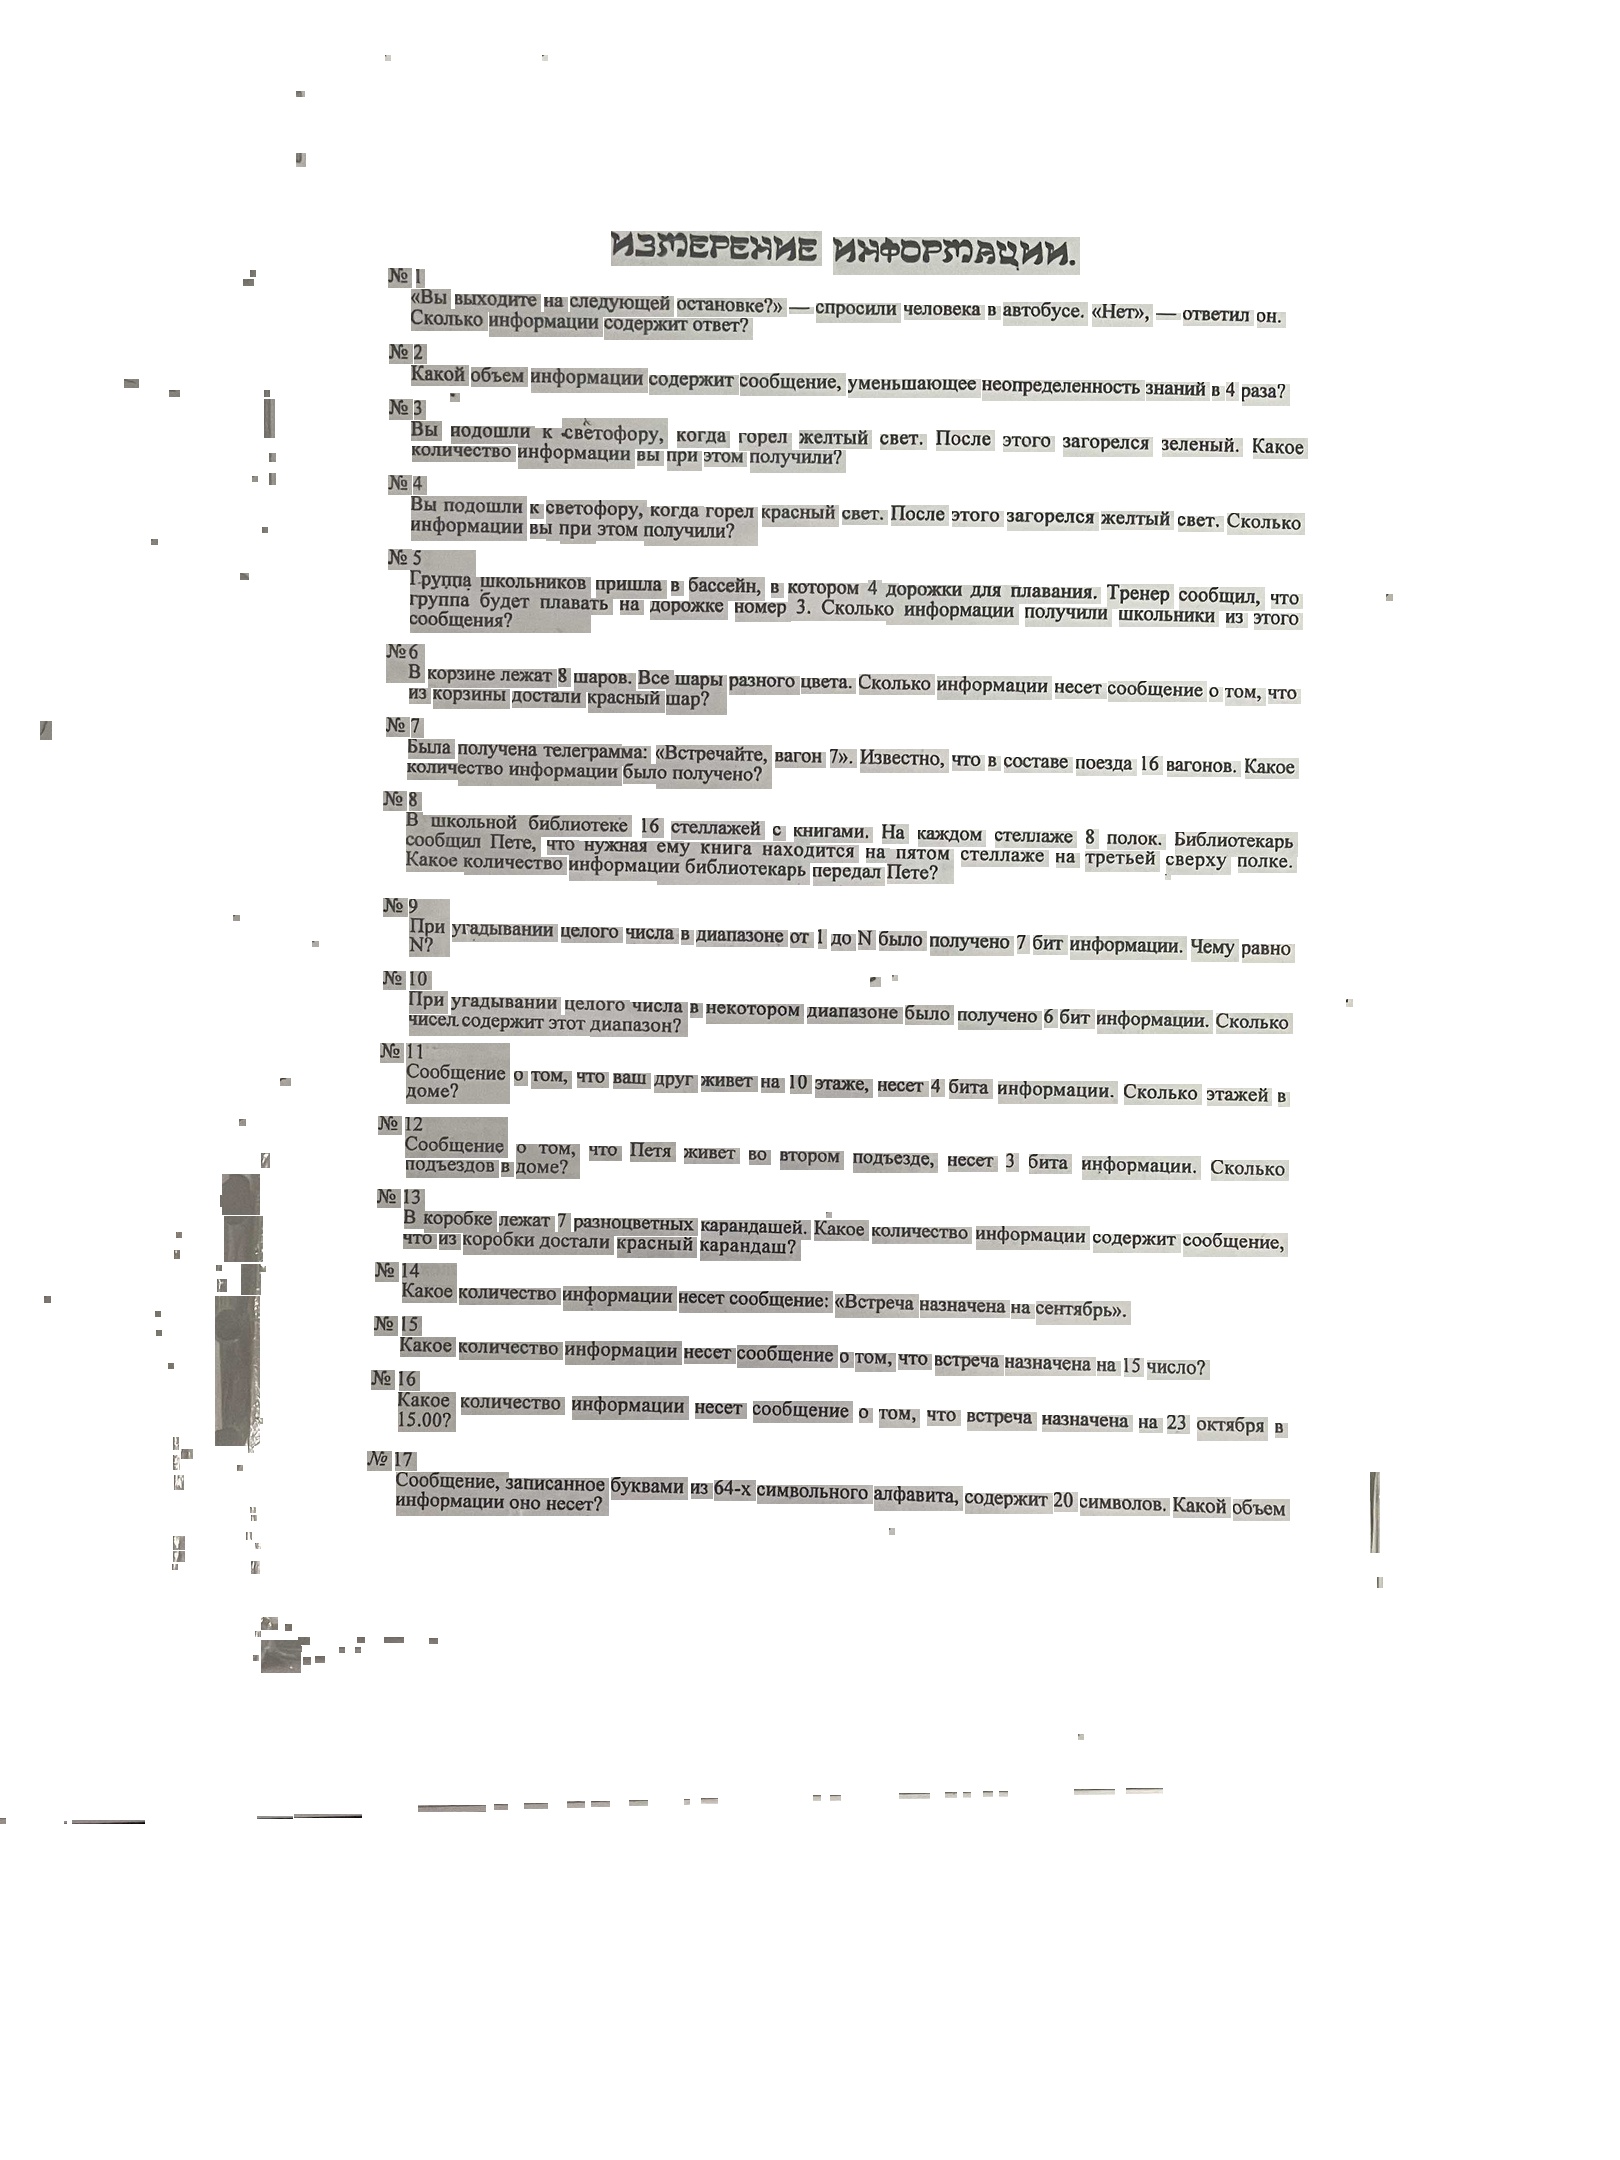 ИЗМЕРЕНИЕ ИНФОРМАЦИИ.
№ 1
«Вы выходите на следующей остановке?» — спросили человека в автобусе. «Нет», — ответил он.
Сколько информации содержит ответ?
№ 2
Какой объем информации содержит сообщение, уменьшающее неопределенность знаний в 4 раза?
№ 3
Вы подошли к светофору, когда горел желтый свет. После этого загорелся зеленый. Какое
количество информации вы при этом получили?
№ 4
Вы подошли к светофору, когда горел красный свет. После этого загорелся желтый свет. Сколько
информации вы при этом получили?
№ 5
Группа школьников пришла в бассейн, в котором 4 дорожки для плавания. Тренер сообщил, что
группа будет плавать на дорожке номер 3. Сколько информации получили школьники из этого
сообщения?
№6
В корзине лежат 8 шаров. Все шары разного цвета. Сколько информации несет сообщение о том, что
из корзины достали красный шар?
№ 7
Была получена телеграмма: «Встречайте, вагон 7». Известно, что в составе поезда 16 вагонов. Какое
количество информации было получено?
№ 8
В школьной библиотеке 16 стеллажей с книгами. На каждом стеллаже 8 полок. Библиотекарь
сообщил Пете, что нужная ему книга находится на пятом стеллаже на третьей сверху полке.
Какое количество информации библиотекарь передал Пете?
№ 9
При угадывании целого числа в диапазоне от 1 до N было получено 7 бит информации. Чему равно
N?
№ 10
При угадывании целого числа в некотором диапазоне было получено 6 бит информации. Сколько
чисел содержит этот диапазон?
№ 11
Сообщение о том, что ваш друг живет на 10 этаже, несет 4 бита информации. Сколько этажей в
доме?
№ 12
Сообщение о том, что Петя живет во втором подъезде, несет 3 бита информации. Сколько
подъездов в доме?
№ 13
В коробке лежат 7 разноцветных карандашей. Какое количество информации содержит сообщение,
что из коробки достали красный карандаш?
№ 14
Какое количество информации несет сообщение: «Встреча назначена на сентябрь».
№ 15
Какое количество информации несет сообщение о том, что встреча назначена на 15 число?
№ 16
Какое количество информации несет сообщение о том, что встреча назначена на 23 октября в
15.00?
№ 17
Сообщение, записанное буквами из 64-х символьного алфавита, содержит 20 символов. Какой объем
информации оно несет?